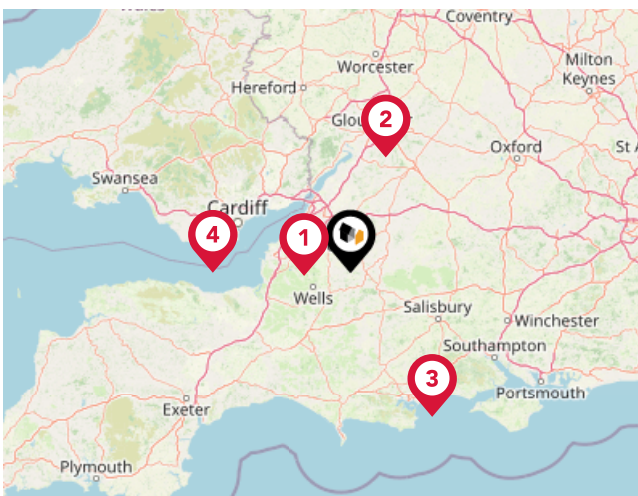 Coventry
Worcester
Milton
Keynes
Hereford
2
Oxford
Swansea
Cardiff
4
1
Wells
Salisbury
Winchester
Southampton
3
Portsmouth
Exeter
Plymouth